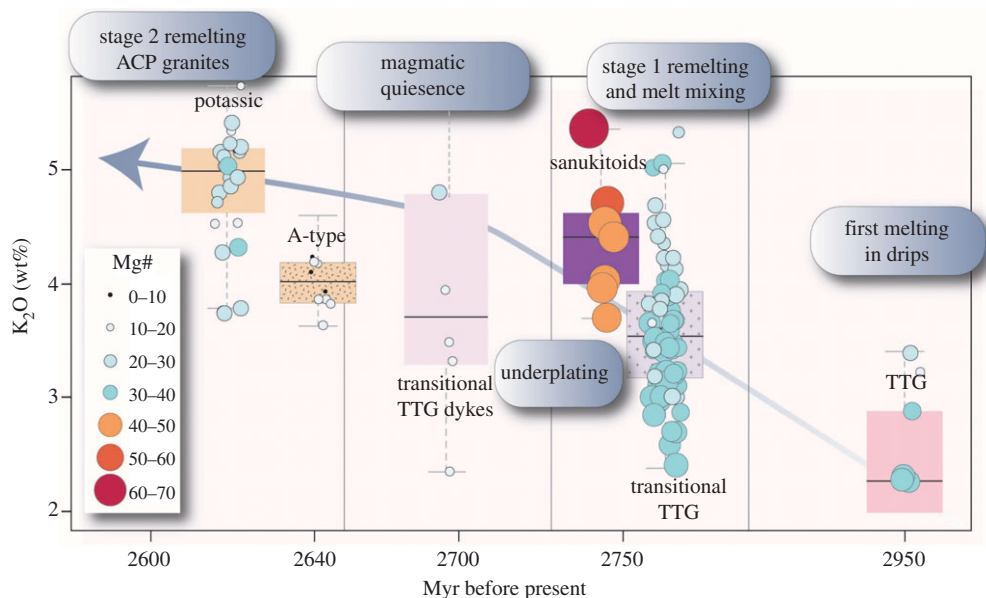 stage 2 remelting
ACP granites
magmatic
quiesence
stage 1 remelting
and melt mixing
potassic
sanukitoids
A-type
first melting
in drips
TTG
underplating
transitional
TTG dykes
transitional
TTG
K2O (wt%)
5
4
3
2
Mg#
0–10
10–20
20–30
30–40
40–50
50–60
60–70
2600
2640
2700
2750
2950
Myr before present